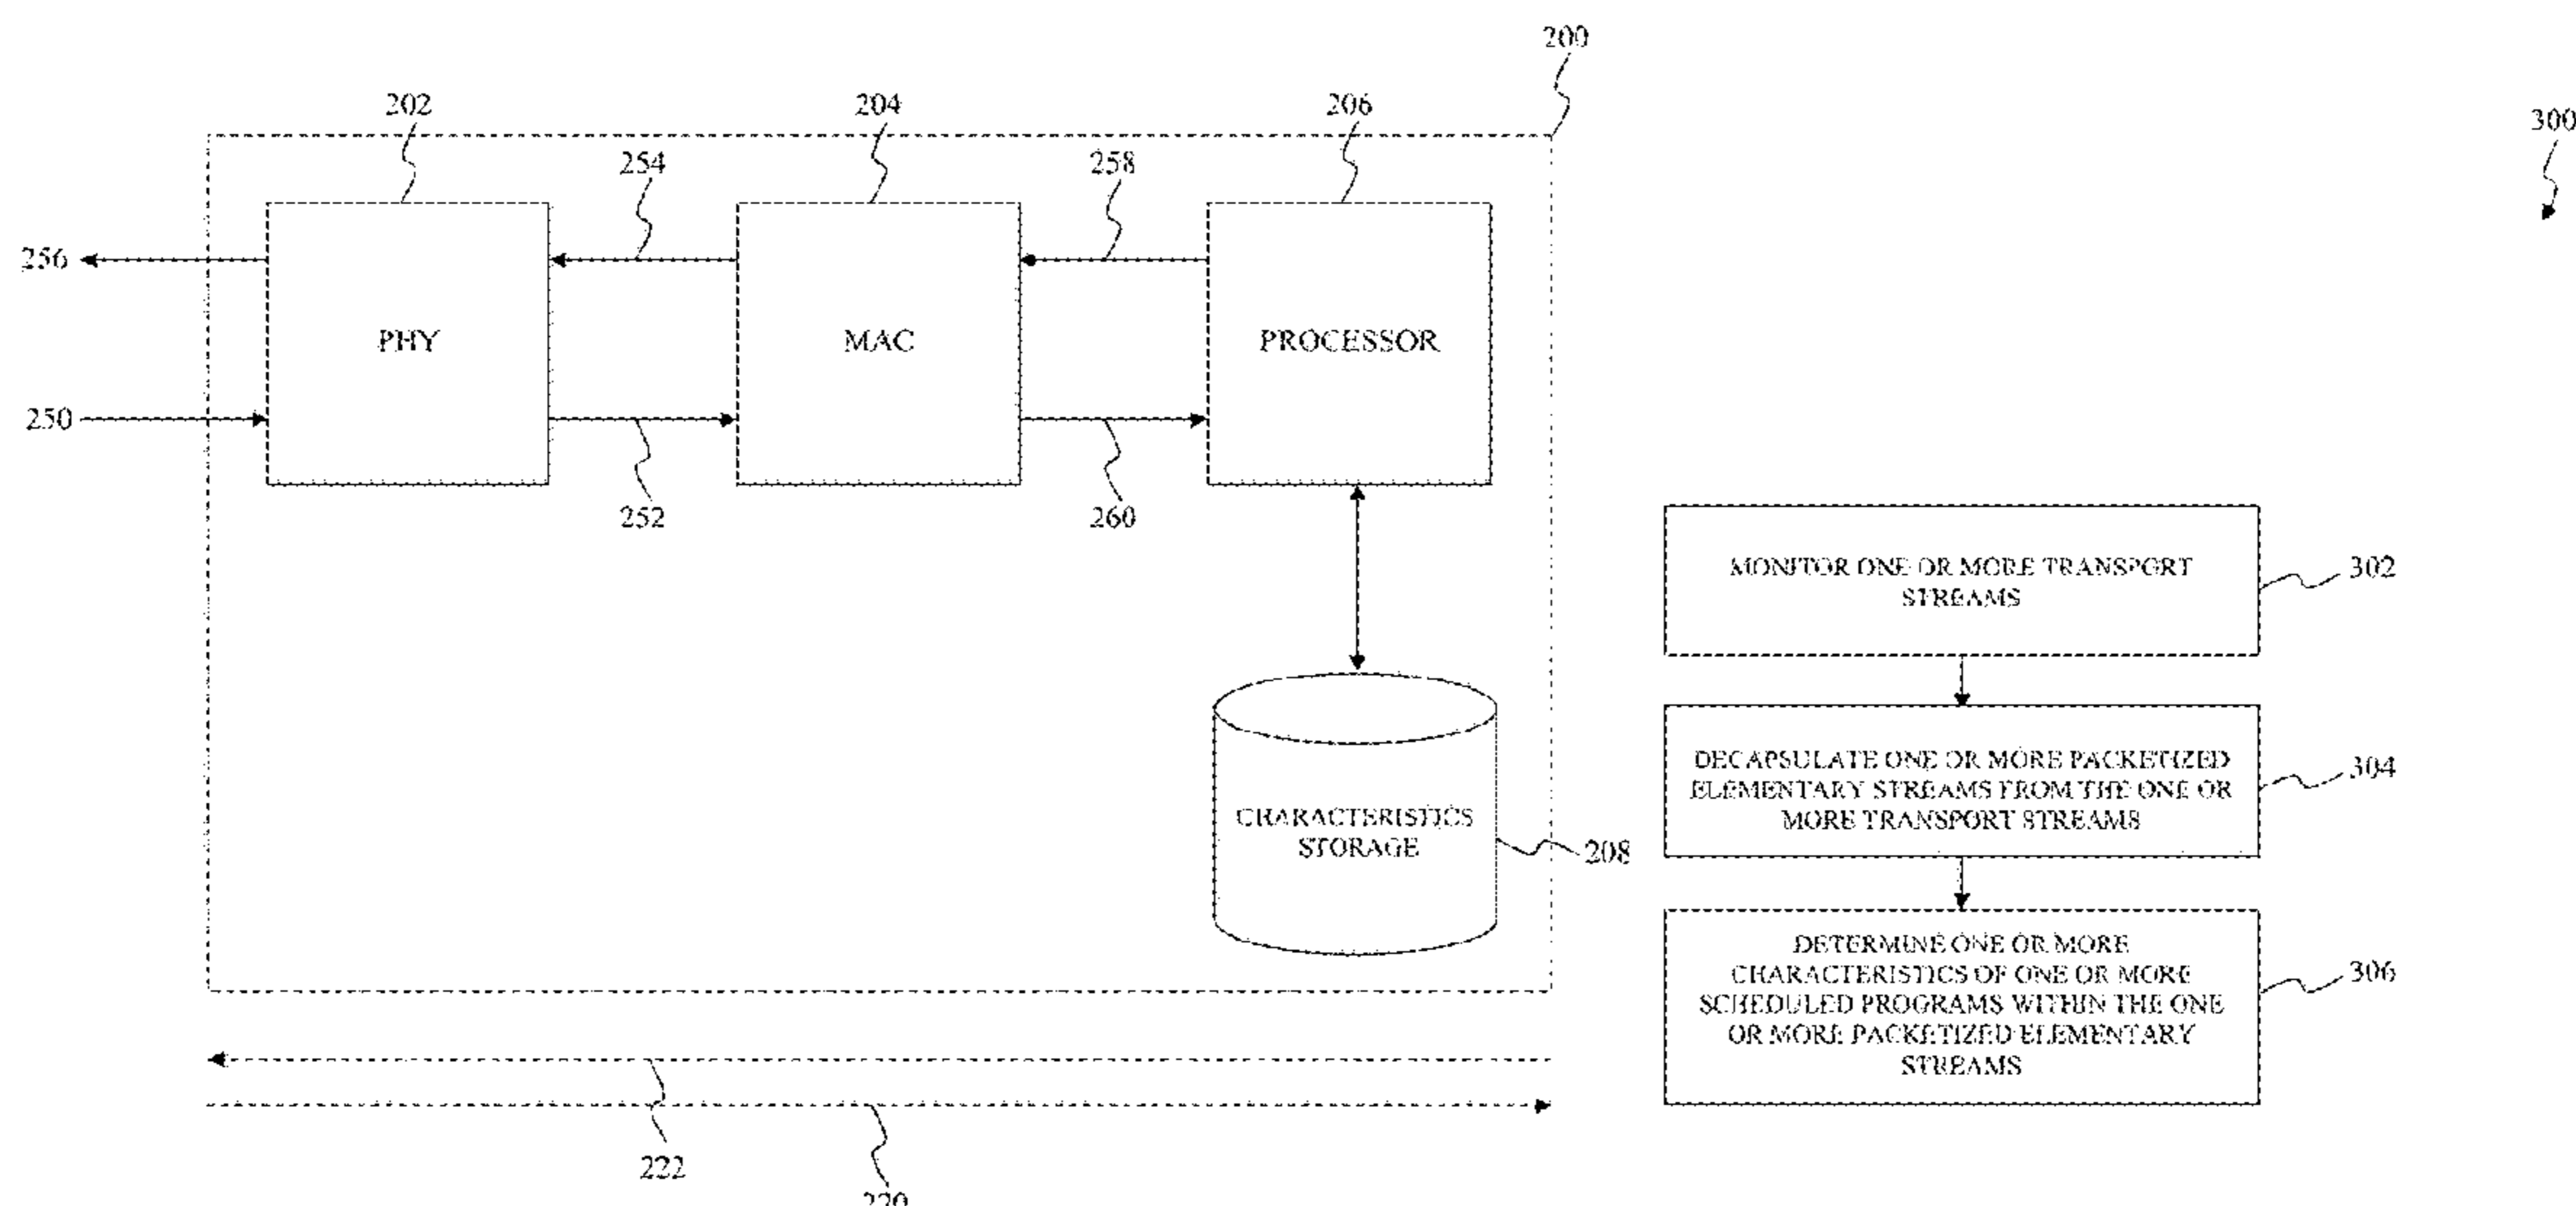 200
202
204
206
300
254
258
256
PHY
MAC
PROCESSOR
250
252
260
MONITOR ONE OR MORE TRANSPORT
STREAMS
302
DECAPSULATE ONE OR MORE PACKETIZED
ELEMENTARY STREAMS FROM THE ONE OR
MORE TRANSPORT STREAMS
304
CHARACTERISTICS
STORAGE
208
DETERMINE ONE OR MORE
CHARACTERISTICS OF ONE OR MORE
SCHEDULED PROGRAMS WITHIN THE ONE
OR MORE PACKETIZED ELEMENTARY
STREAMS
306
222